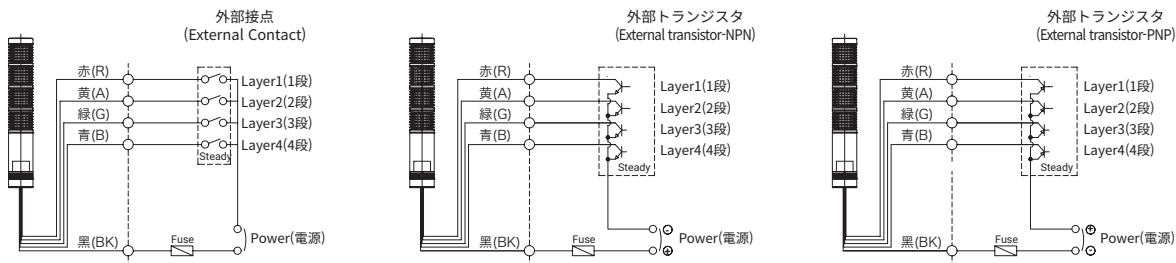 外部接点
(External Contact)
赤(R)
黄(A)
緑(G)
青(B)
Layer1(1段)
Layer2(2段)
Layer3(3段)
Layer4(4段)
Steady
黒(BK)
Fuse
Power(電源)
外部トランジスタ
(External transistor-NPN)
赤(R)
黄(A)
緑(G)
青(B)
Layer1(1段)
Layer2(2段)
Layer3(3段)
Layer4(4段)
Steady
黒(BK)
Fuse
-
+
Power(電源)
外部トランジスタ
(External transistor-PNP)
赤(R)
黄(A)
緑(G)
青(B)
Layer1(1段)
Layer2(2段)
Layer3(3段)
Layer4(4段)
Steady
黒(BK)
Fuse
+
-
Power(電源)